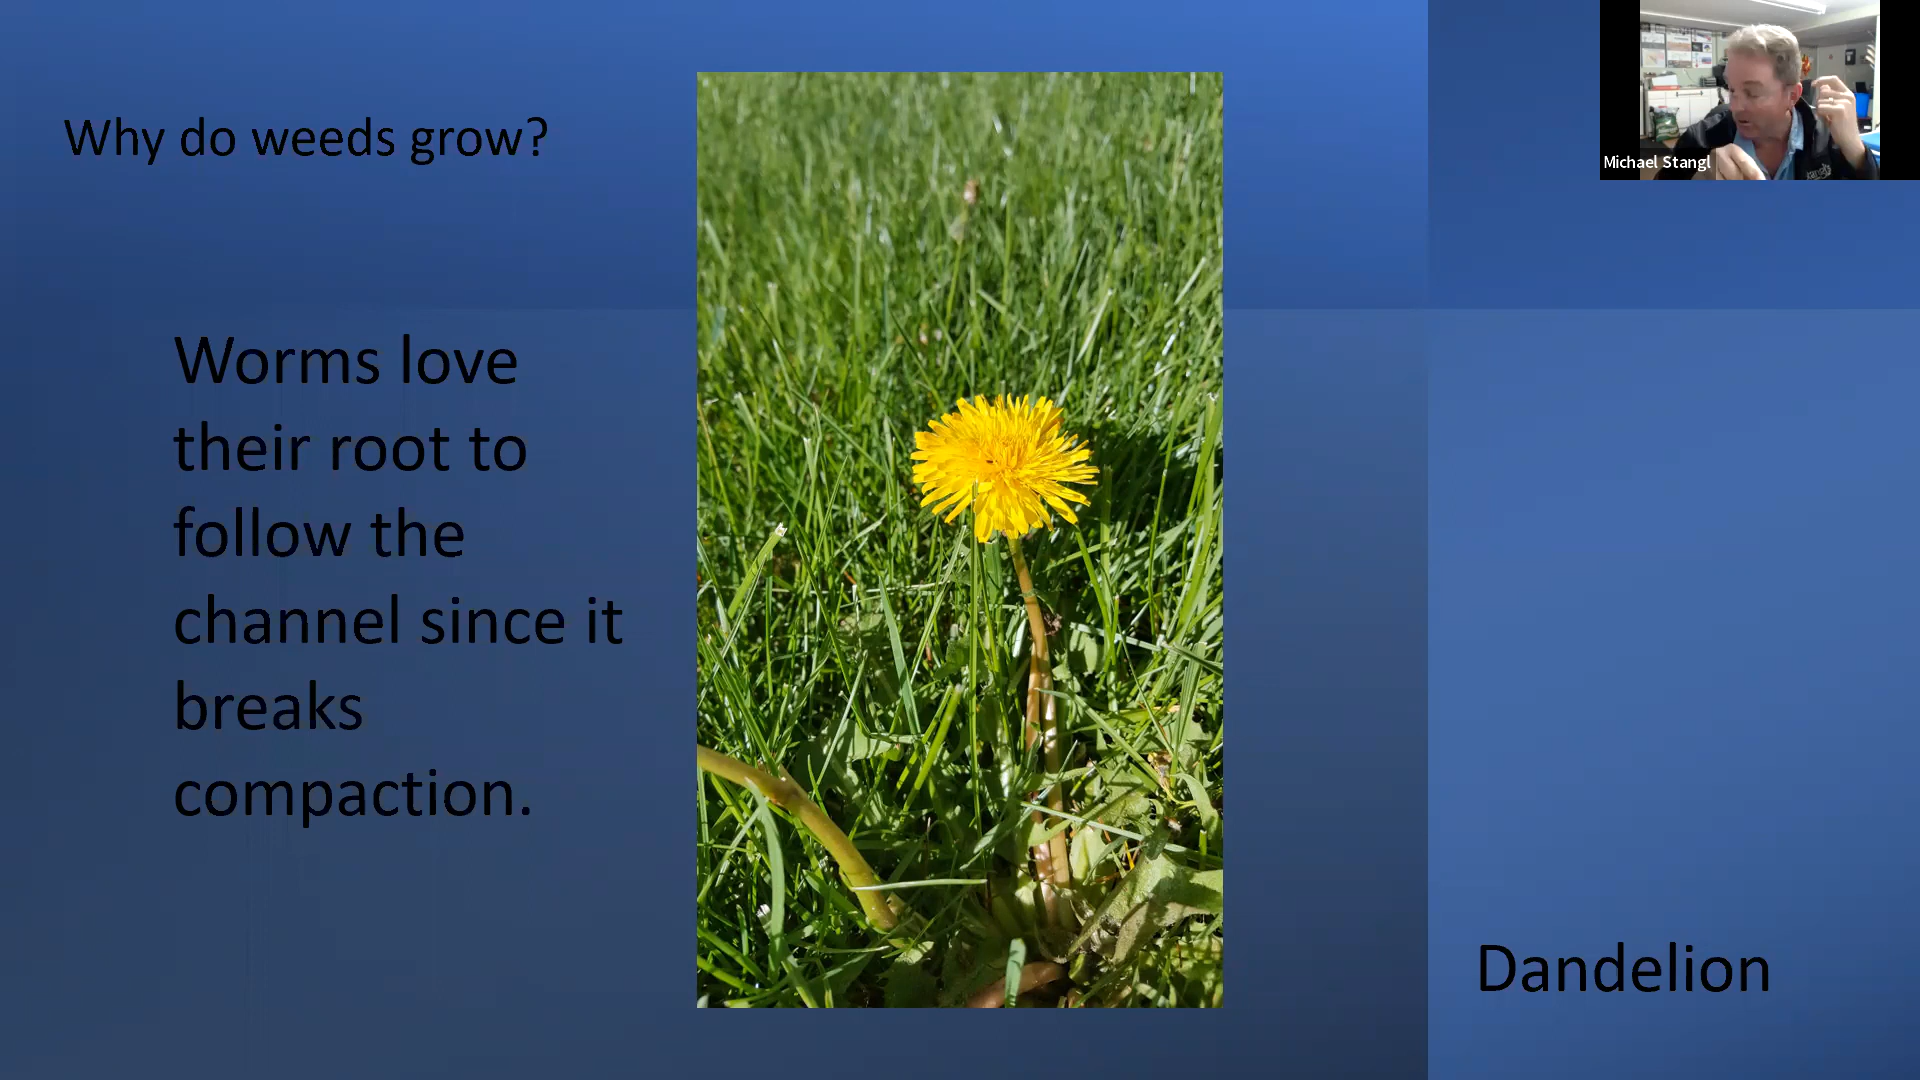 Why do weeds grow?
Michael Stangl
Worms love
their root to
follow the
channel since it
breaks
compaction.
Dandelion